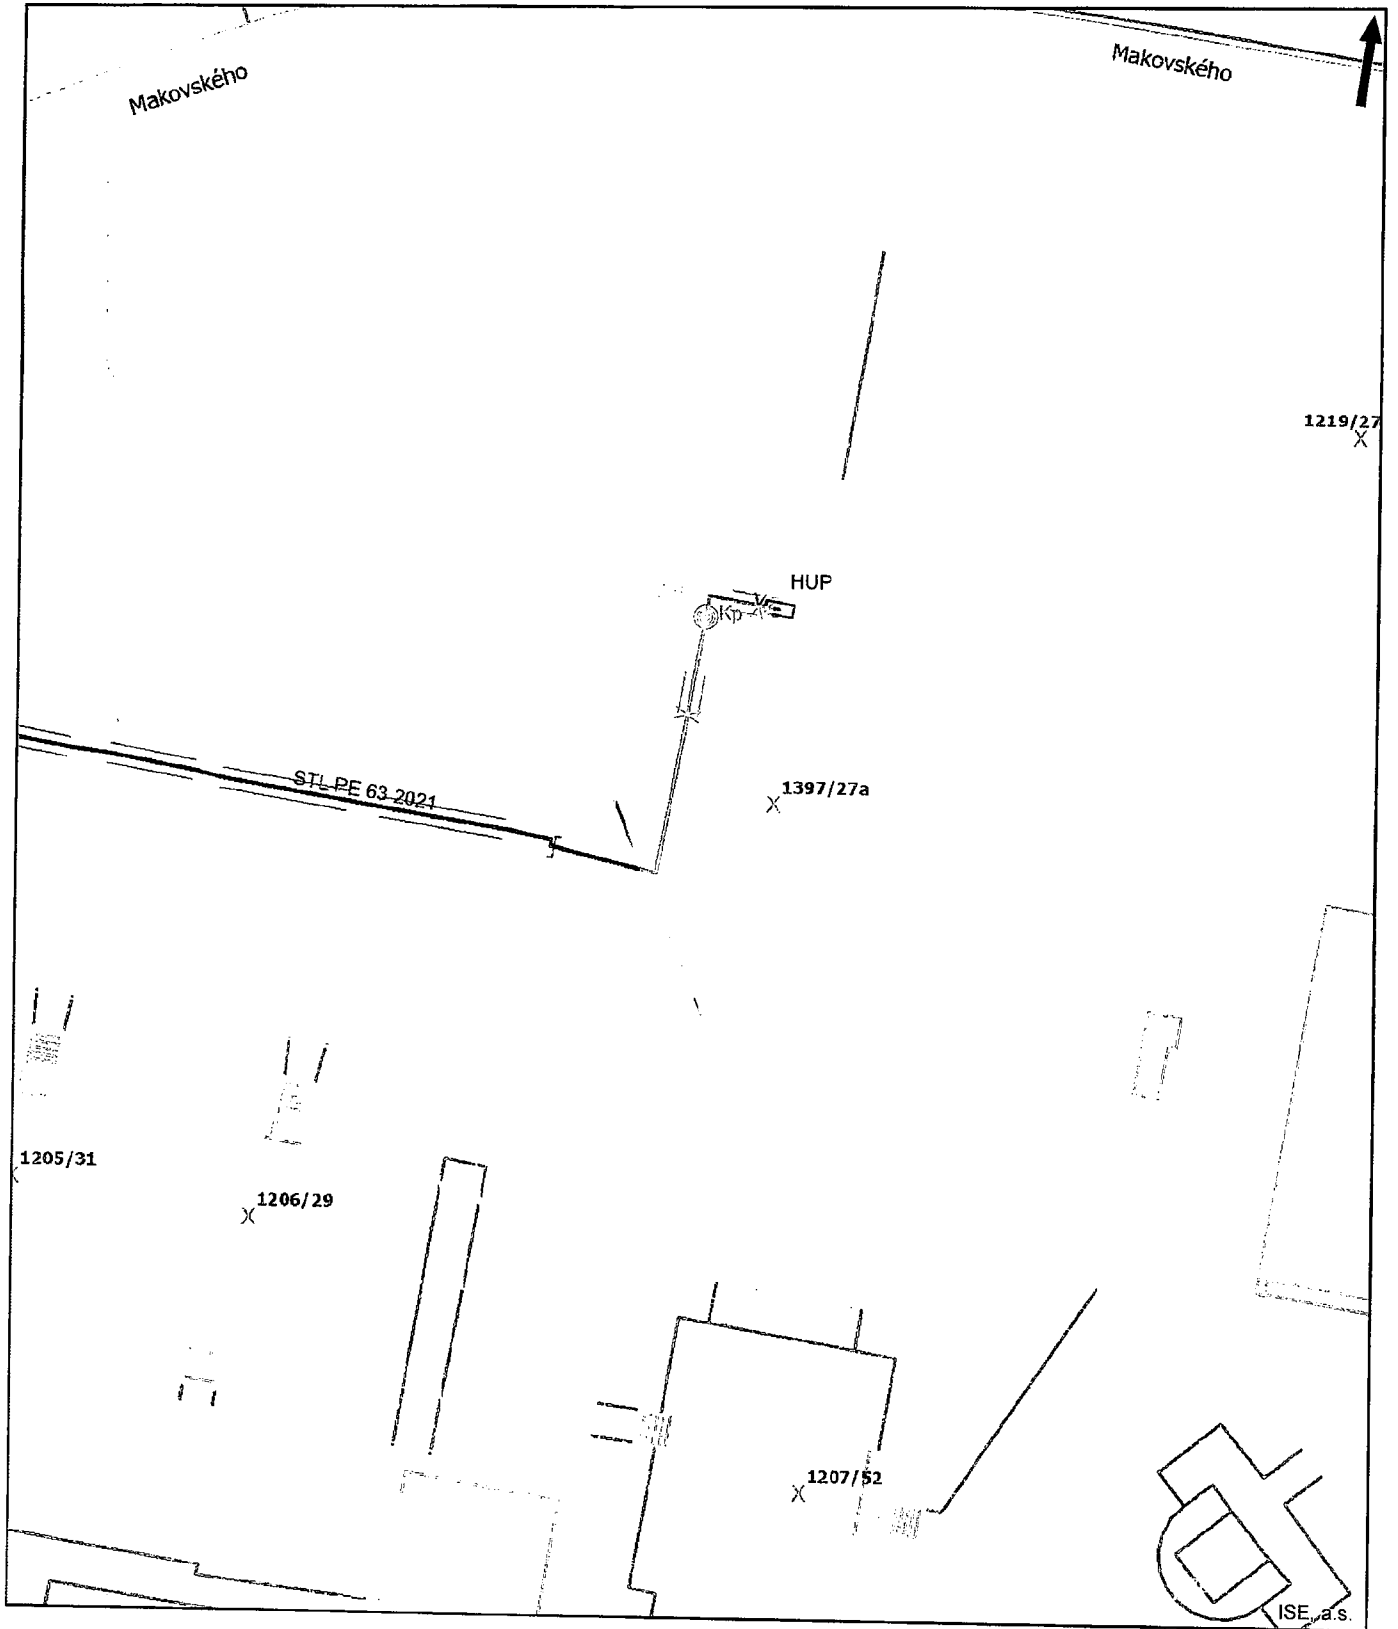 Makovského
Makovského
1219/27
HUP
Kp
STL PE 63 2021
1397/27a
1205/31
1206/29
1207/52
ISE, a.s.